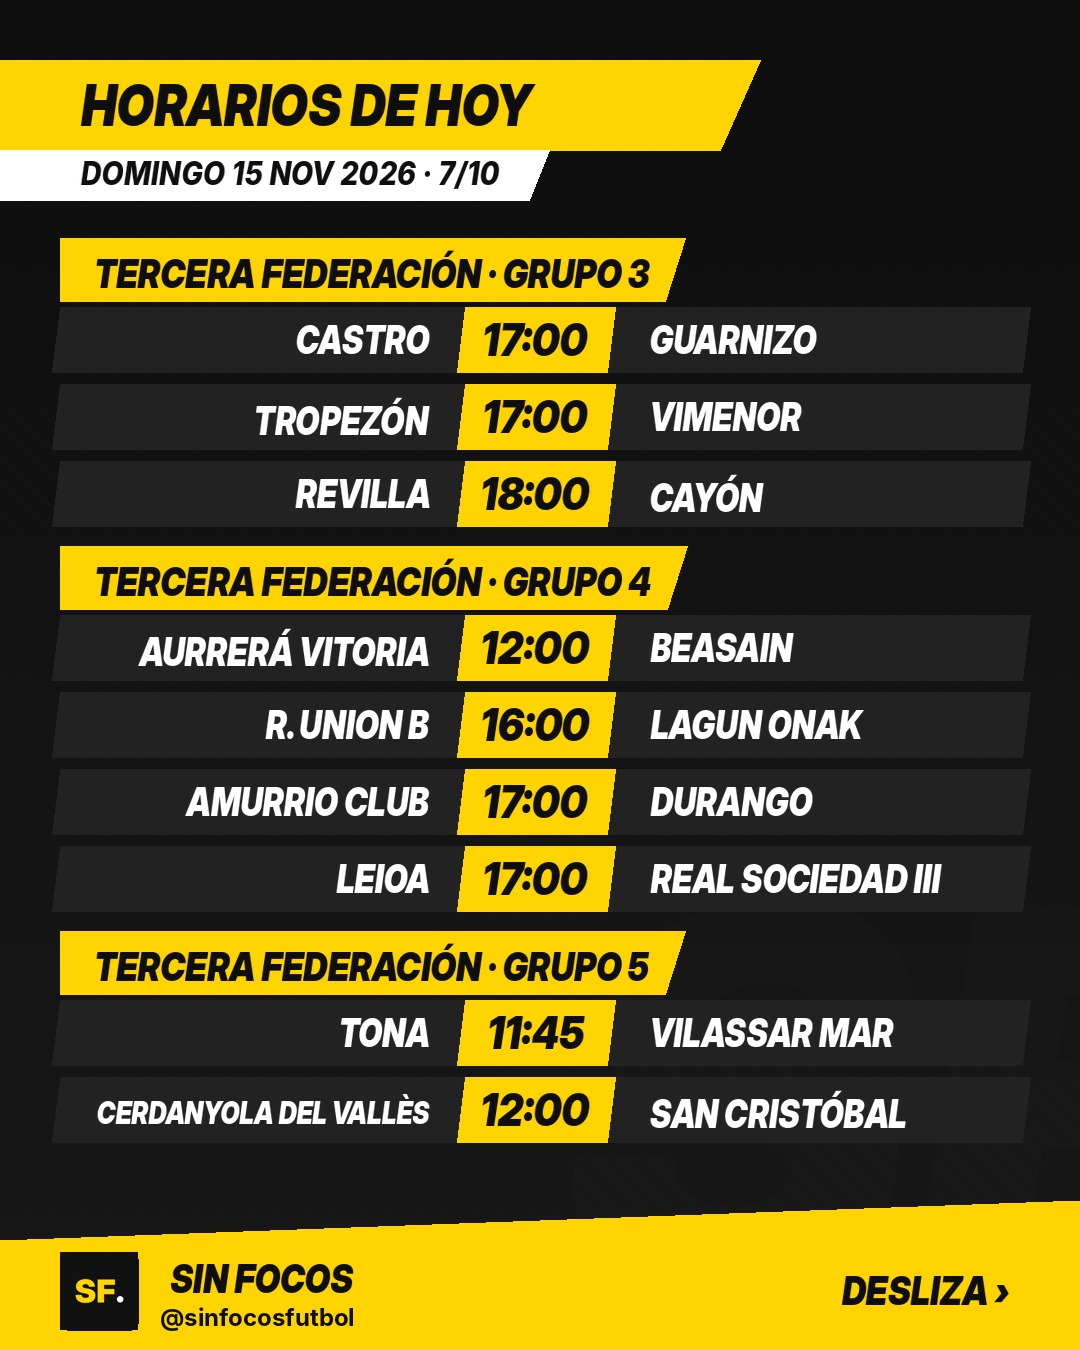 HORARIOS DE HOY
DOMINGO 15 NOV 2026 · 7/10
TERCERA FEDERACIÓN · GRUPO 3
CASTRO 17:00 GUARNIZO
TROPEZÓN 17:00 VIMENOR
REVILLA 18:00 CAYÓN
TERCERA FEDERACIÓN · GRUPO 4
AURRERÁ VITORIA 12:00 BEASAIN
R. UNION B 16:00 LAGUN ONAK
AMURRIO CLUB 17:00 DURANGO
LEIOA 17:00 REAL SOCIEDAD III
TERCERA FEDERACIÓN · GRUPO 5
TONA 11:45 VILASSAR MAR
CERDANYOLA DEL VALLÈS 12:00 SAN CRISTÓBAL
SF.
SIN FOCOS
@sinfocosfutbol
DESLIZA ›